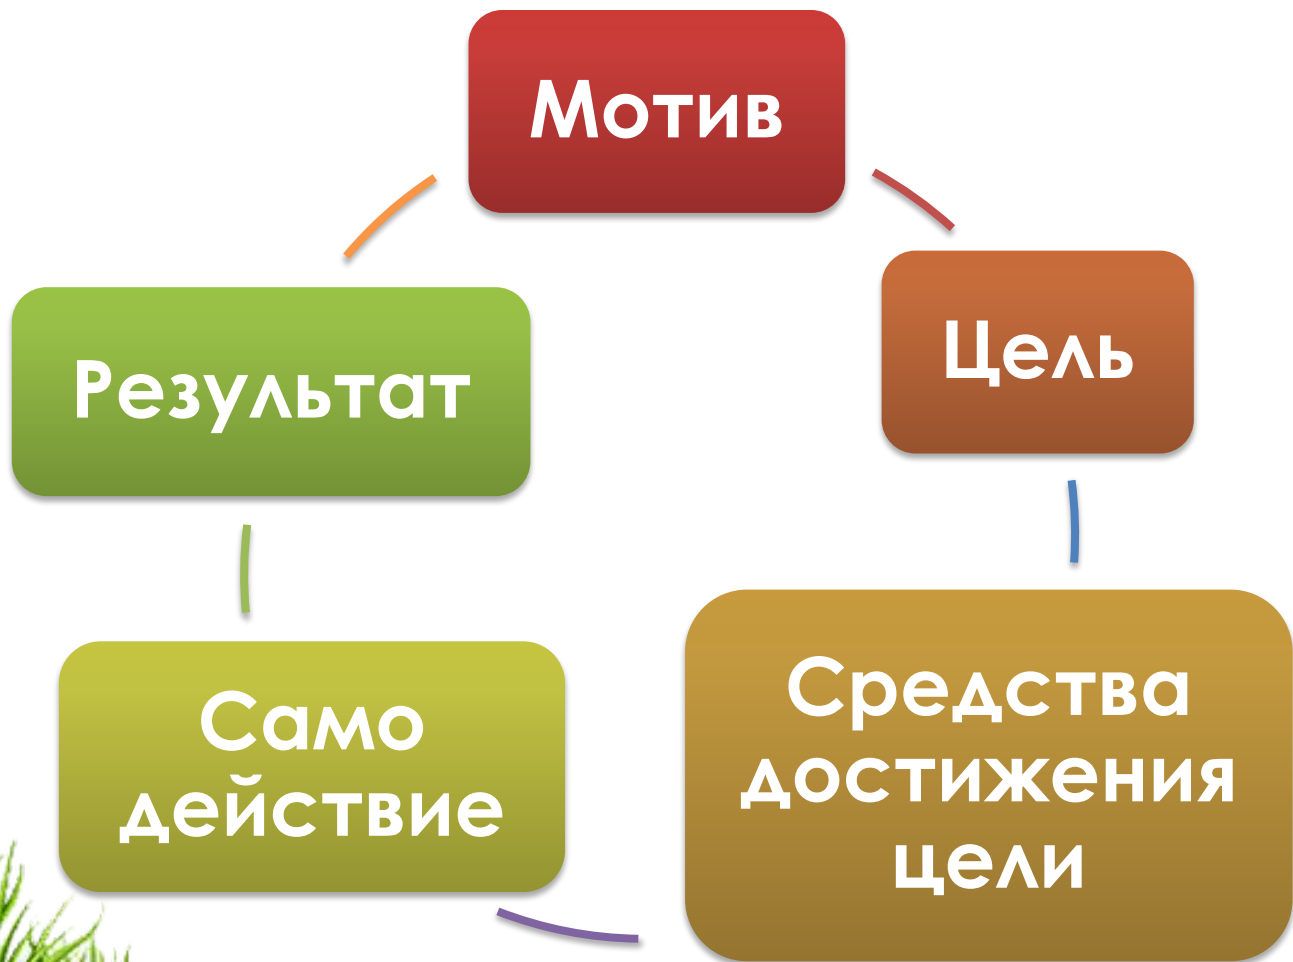 Мотив
Цель
Средства
достижения
цели
Само
действие
Результат